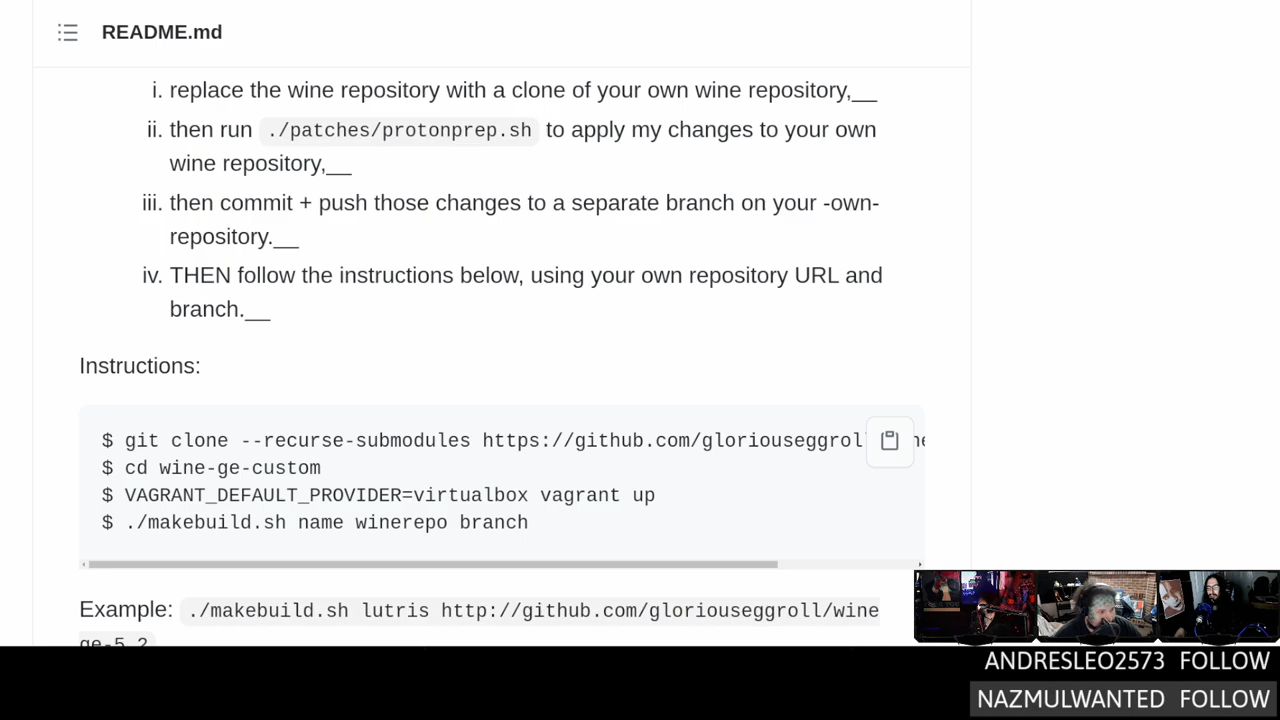 README.md
i. replace the wine repository with a clone of your own wine repository,__
ii. then run ./patches/protonprep.sh to apply my changes to your own
wine repository,__
iii. then commit + push those changes to a separate branch on your -own-
repository.__
iv. THEN follow the instructions below, using your own repository URL and
branch.__
Instructions:
$ git clone --recurse-submodules https://github.com/gloriouseggrol
$ cd wine-ge-custom
$ VAGRANT_DEFAULT_PROVIDER=virtualbox vagrant up
$ ./makebuild.sh name winerepo branch
Example: ./makebuild.sh lutris http://github.com/gloriouseggroll/wine
ge-5.2
ANDRESLEO2573 FOLLOW
NAZMULWANTED FOLLOW